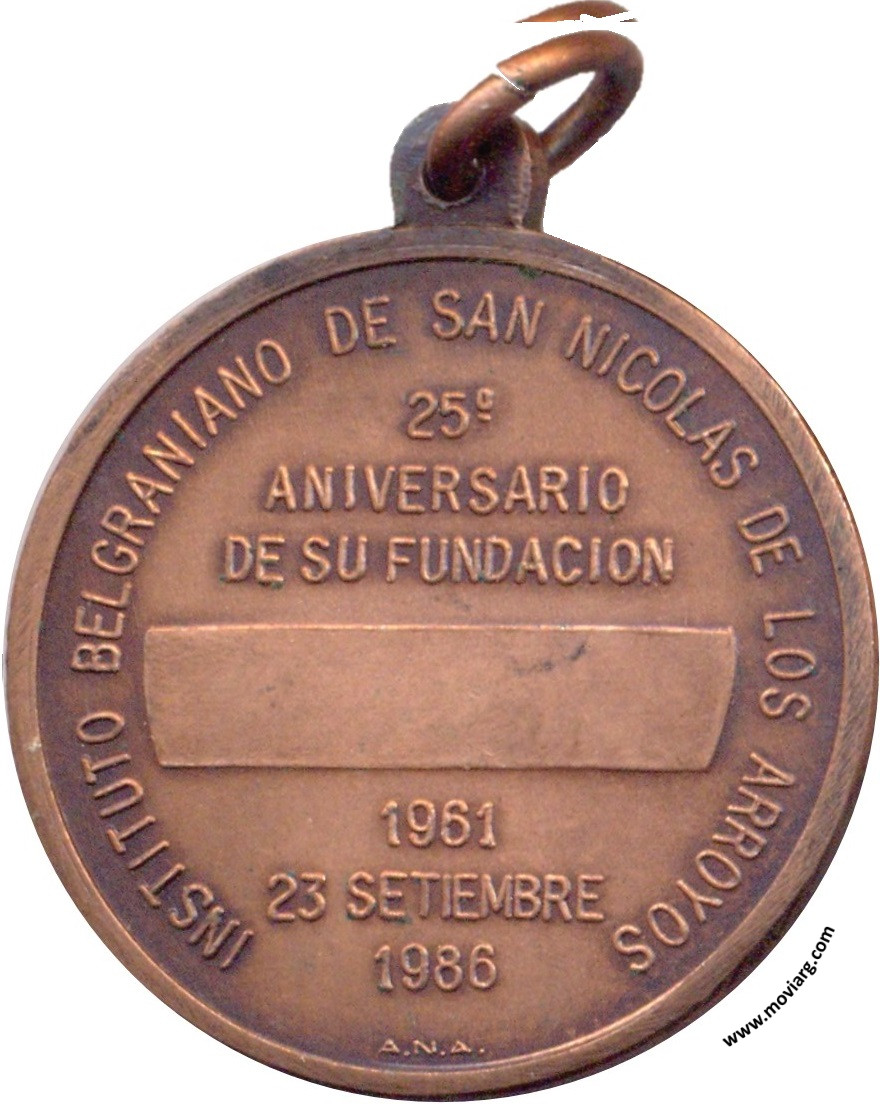 INSTITUTO BELGRANIANO DE SAN NICOLAS DE LOS ARROYOS
25º
ANIVERSARIO
DE SU FUNDACION
1961
23 SETIEMBRE
1986
A.N.A.
www.moviarg.com